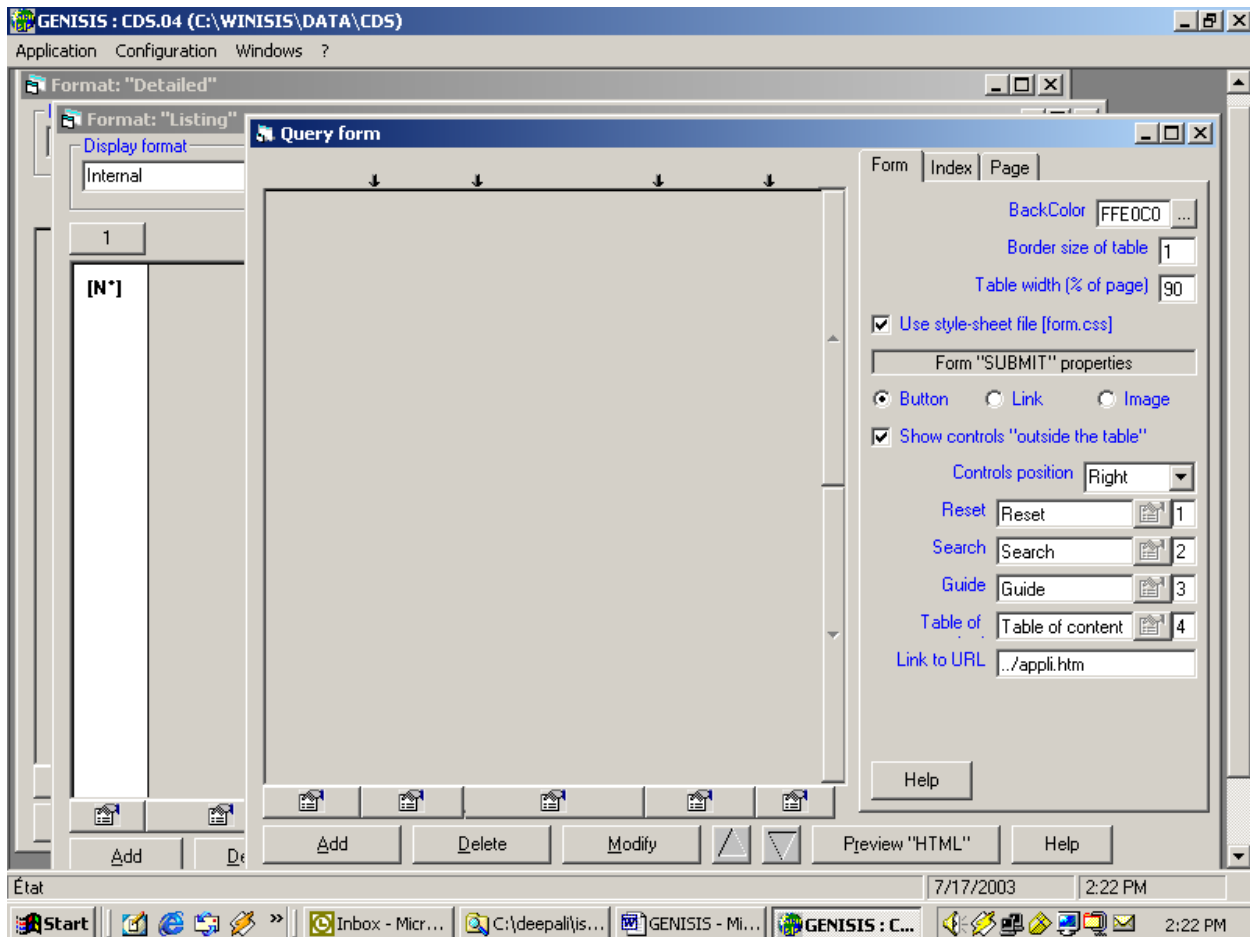 GENISIS : CDS.04 (C:\WINISIS\DATA\CDS)
Application Configuration Windows ?
Format: "Detailed"
Format: "Listing"
Display format
Internal
1
[N°]
Add
Query form
Form Index Page
BackColor FFE0C0 ...
Border size of table 1
Table width (% of page) 90
Use style-sheet file [form.css]
Form "SUBMIT" properties
Button Link Image
Show controls "outside the table"
Controls position Right
Reset Reset 1
Search Search 2
Guide Guide 3
Table of Table of content 4
Link to URL ../appli.htm
Help
Add Delete Modify Preview "HTML" Help
État 7/17/2003 2:22 PM
Start » Inbox - Micr... C:\deepali\is... GENISIS - Mi... GENISIS : C... 2:22 PM